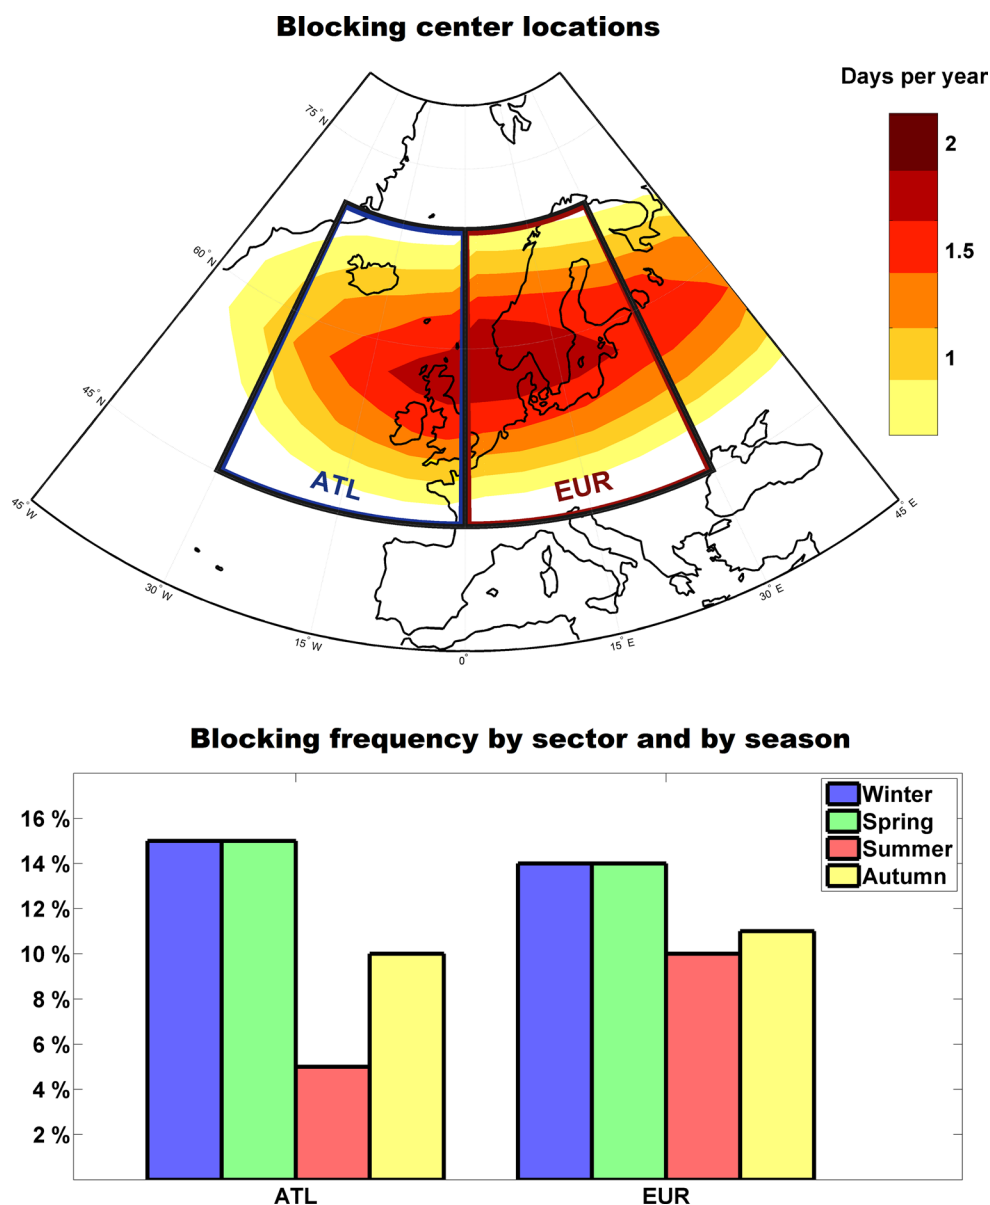 Blocking center locations
Days per year
2
1.5
1
75° N
60° N
45° N
45° W
30° W
15° W
0°
15° E
30° E
45° E
ATL
EUR
Blocking frequency by sector and by season
16 %
14 %
12 %
10 %
8 %
6 %
4 %
2 %
Winter
Spring
Summer
Autumn
ATL
EUR